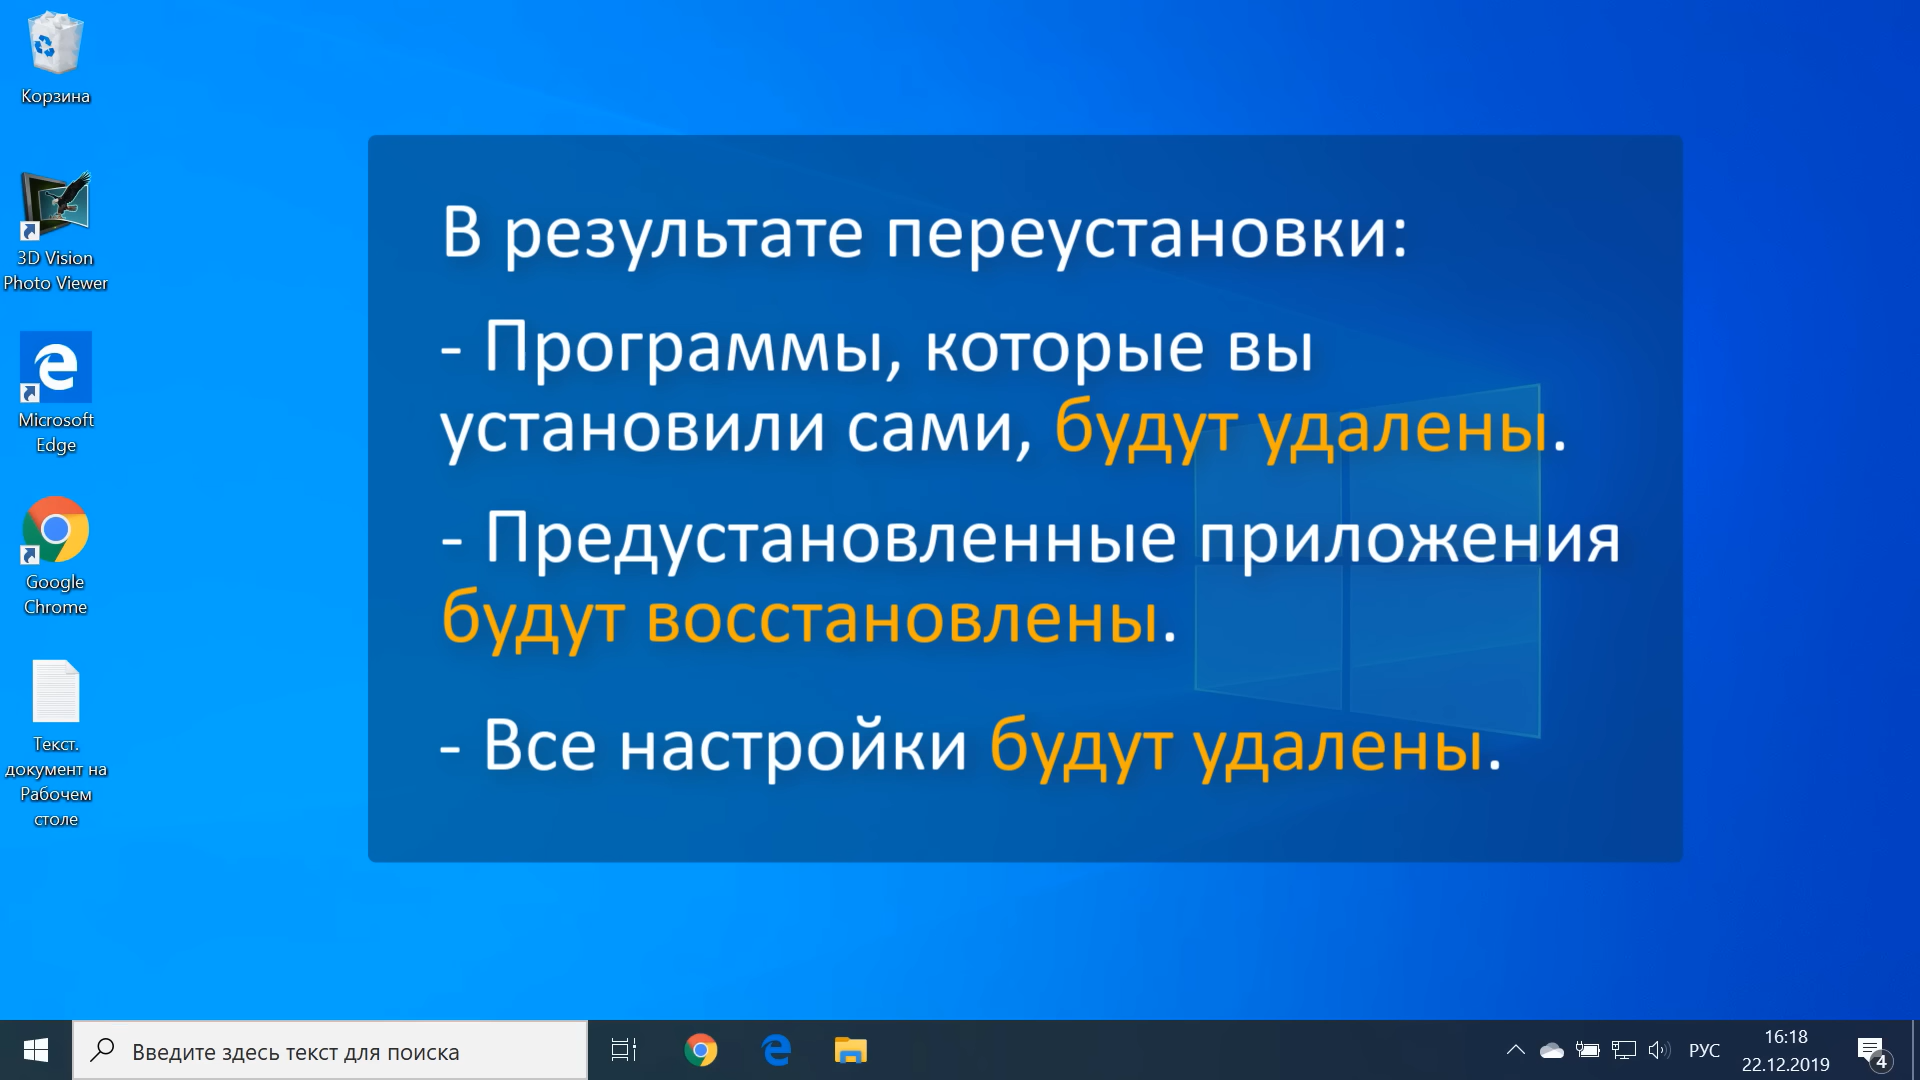 Корзина
3D Vision
Photo Viewer
Microsoft
Edge
Google
Chrome
Текст.
документ на
Рабочем
столе
В результате переустановки:
- Программы, которые вы
установили сами, будут удалены.
- Предустановленные приложения
будут восстановлены.
- Все настройки будут удалены.
Введите здесь текст для поиска
РУС
16:18
22.12.2019
4